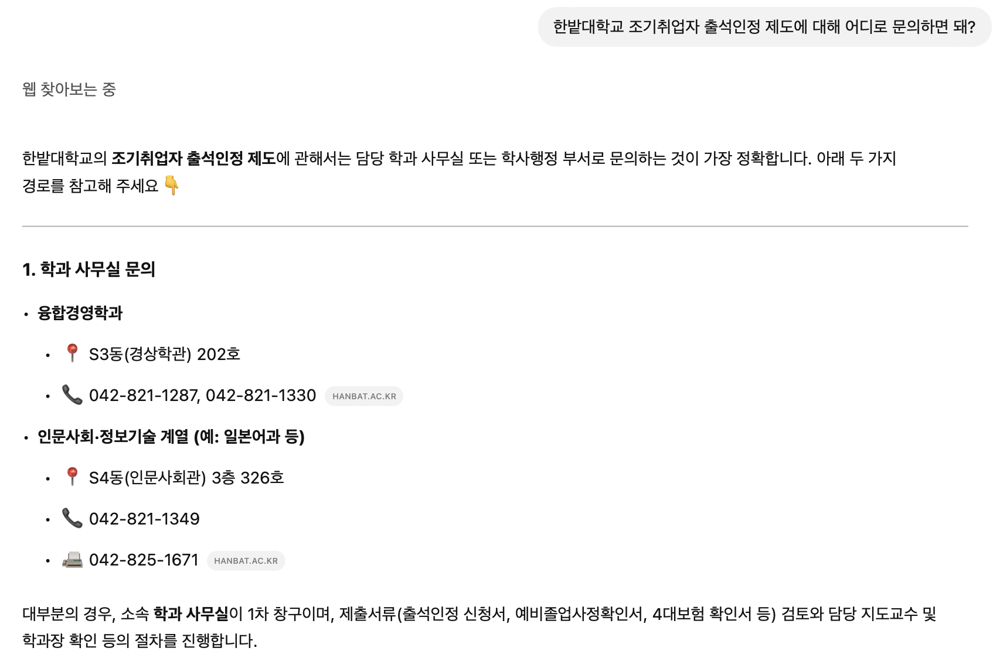 한밭대학교 조기취업자 출석인정 제도에 대해 어디로 문의하면 돼?
웹 찾아보는 중
한밭대학교의 조기취업자 출석인정 제도에 관해서는 담당 학과 사무실 또는 학사행정 부서로 문의하는 것이 가장 정확합니다. 아래 두 가지
경로를 참고해 주세요 👇
1. 학과 사무실 문의
• 융합경영학과
• 📍 S3동(경상학관) 202호
• 📞 042-821-1287, 042-821-1330 HANBAT.AC.KR
• 인문사회·정보기술 계열 (예: 일본어과 등)
• 📍 S4동(인문사회관) 3층 326호
• 📞 042-821-1349
• 📠 042-825-1671 HANBAT.AC.KR
대부분의 경우, 소속 학과 사무실이 1차 창구이며, 제출서류(출석인정 신청서, 예비졸업사정확인서, 4대보험 확인서 등) 검토와 담당 지도교수 및
학과장 확인 등의 절차를 진행합니다.